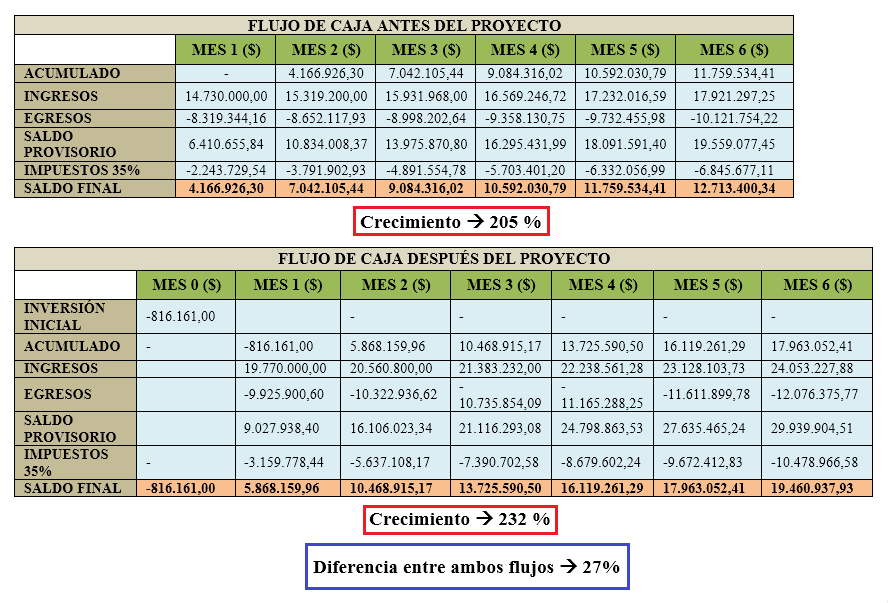 FLUJO DE CAJA ANTES DEL PROYECTO
MES 1 ($) MES 2 ($) MES 3 ($) MES 4 ($) MES 5 ($) MES 6 ($)
ACUMULADO - 4.166.926,30 7.042.105,44 9.084.316,02 10.592.030,79 11.759.534,41
INGRESOS 14.730.000,00 15.319.200,00 15.931.968,00 16.569.246,72 17.232.016,59 17.921.297,25
EGRESOS -8.319.344,16 -8.652.117,93 -8.998.202,64 -9.358.130,75 -9.732.455,98 -10.121.754,22
SALDO
PROVISORIO 6.410.655,84 10.834.008,37 13.975.870,80 16.295.431,99 18.091.591,40 19.559.077,45
IMPUESTOS 35% -2.243.729,54 -3.791.902,93 -4.891.554,78 -5.703.401,20 -6.332.056,99 -6.845.677,11
SALDO FINAL 4.166.926,30 7.042.105,44 9.084.316,02 10.592.030,79 11.759.534,41 12.713.400,34
Crecimiento → 205 %
FLUJO DE CAJA DESPUÉS DEL PROYECTO
MES 0 ($) MES 1 ($) MES 2 ($) MES 3 ($) MES 4 ($) MES 5 ($) MES 6 ($)
INVERSIÓN
INICIAL -816.161,00 - - - - -
ACUMULADO - -816.161,00 5.868.159,96 10.468.915,17 13.725.590,50 16.119.261,29 17.963.052,41
INGRESOS 19.770.000,00 20.560.800,00 21.383.232,00 22.238.561,28 23.128.103,73 24.053.227,88
EGRESOS -9.925.900,60 -10.322.936,62 -10.735.854,09 -11.165.288,25 -11.611.899,78 -12.076.375,77
SALDO
PROVISORIO 9.027.938,40 16.106.023,34 21.116.293,08 24.798.863,53 27.635.465,24 29.939.904,51
IMPUESTOS
35% - -3.159.778,44 -5.637.108,17 -7.390.702,58 -8.679.602,24 -9.672.412,83 -10.478.966,58
SALDO FINAL -816.161,00 5.868.159,96 10.468.915,17 13.725.590,50 16.119.261,29 17.963.052,41 19.460.937,93
Crecimiento → 232 %
Diferencia entre ambos flujos → 27%